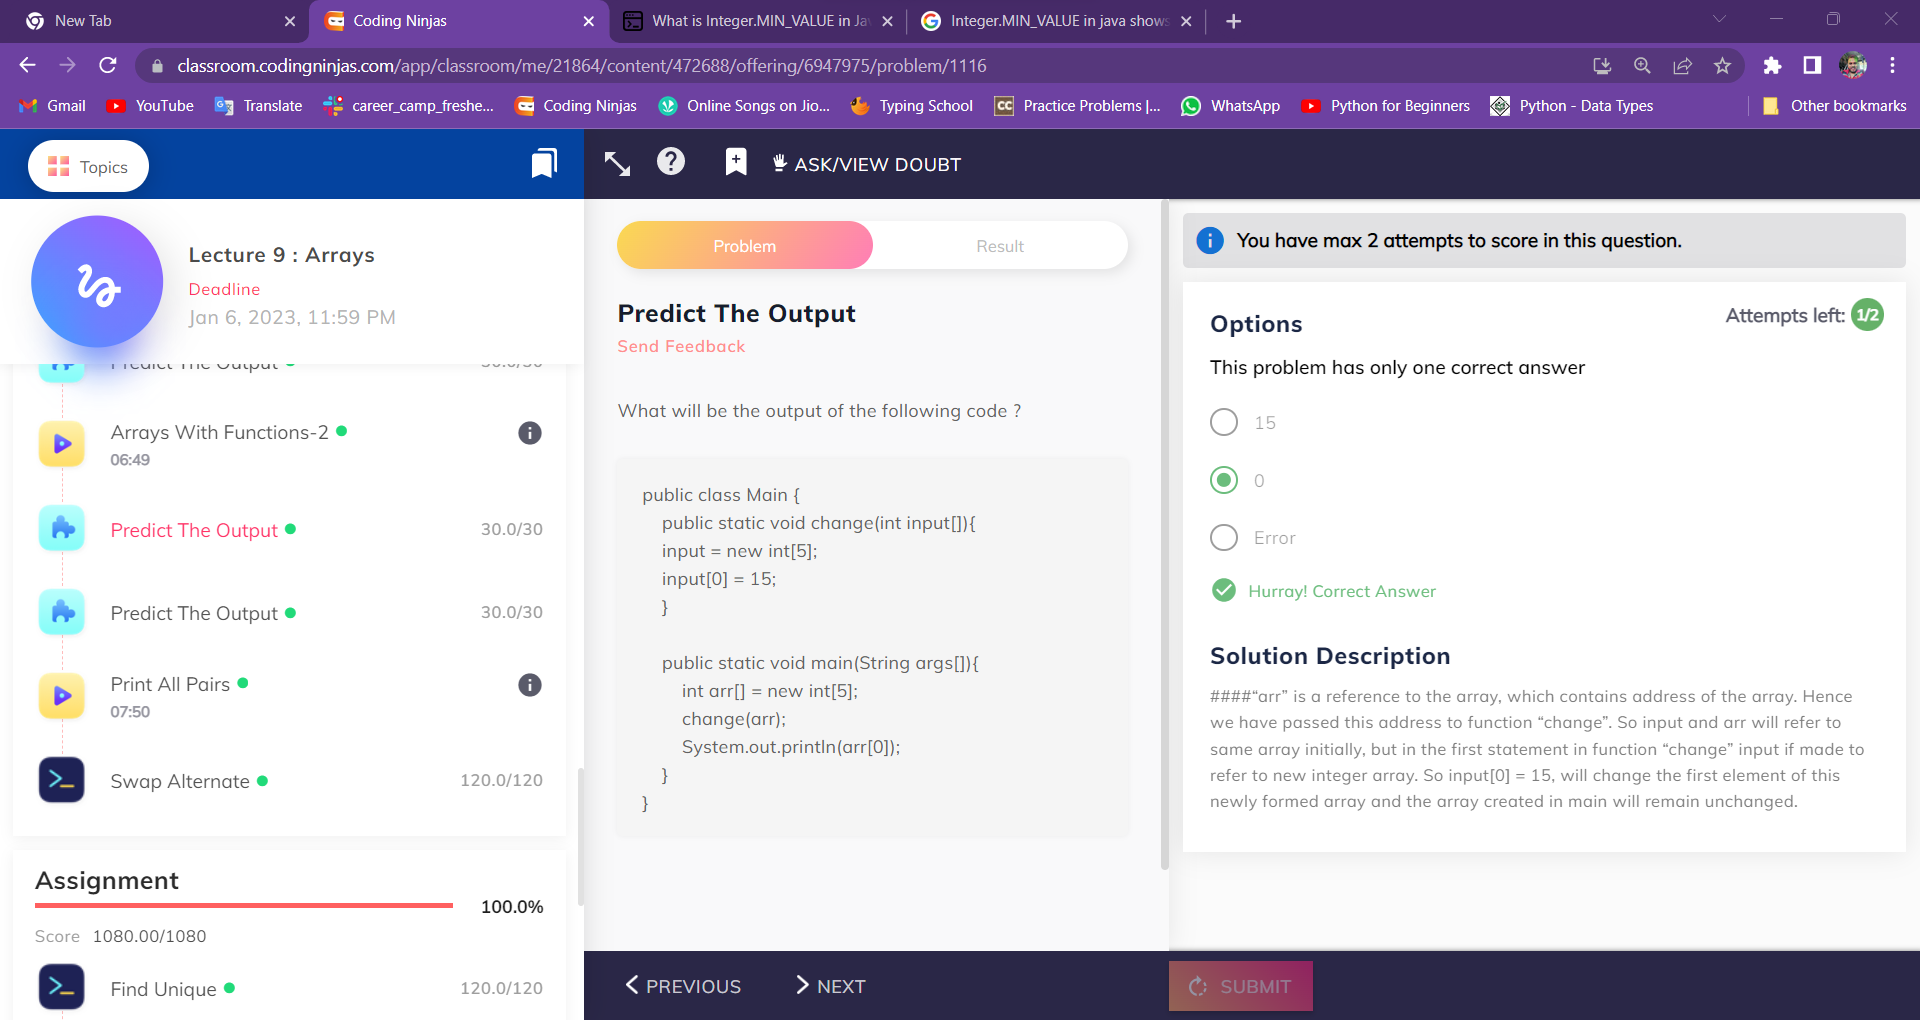 New Tab
Coding Ninjas
What is Integer.MIN_VALUE in Ja
Integer.MIN_VALUE in java shows
classroom.codingninjas.com/app/classroom/me/21864/content/472688/offering/6947975/problem/1116
Gmail
YouTube
Translate
career_camp_freshe...
Coding Ninjas
Online Songs on Jio...
Typing School
CC
Practice Problems |...
WhatsApp
Python for Beginners
Python - Data Types
Other bookmarks
Topics
ASK/VIEW DOUBT
Lecture 9 : Arrays
Deadline
Jan 6, 2023, 11:59 PM
Predict The Output
30.0/30
Arrays With Functions-2
06:49
Predict The Output
30.0/30
Predict The Output
30.0/30
Print All Pairs
07:50
Swap Alternate
120.0/120
Assignment
100.0%
Score 1080.00/1080
Find Unique
120.0/120
Problem
Result
Predict The Output
Send Feedback
What will be the output of the following code ?
public class Main {
public static void change(int input[]){
input = new int[5];
input[0] = 15;
}
public static void main(String args[]){
int arr[] = new int[5];
change(arr);
System.out.println(arr[0]);
}
}
PREVIOUS
NEXT
You have max 2 attempts to score in this question.
Options
Attempts left: 1/2
This problem has only one correct answer
15
0
Error
Hurray! Correct Answer
Solution Description
####“arr” is a reference to the array, which contains address of the array. Hence
we have passed this address to function “change”. So input and arr will refer to
same array initially, but in the first statement in function “change” input if made to
refer to new integer array. So input[0] = 15, will change the first element of this
newly formed array and the array created in main will remain unchanged.
SUBMIT